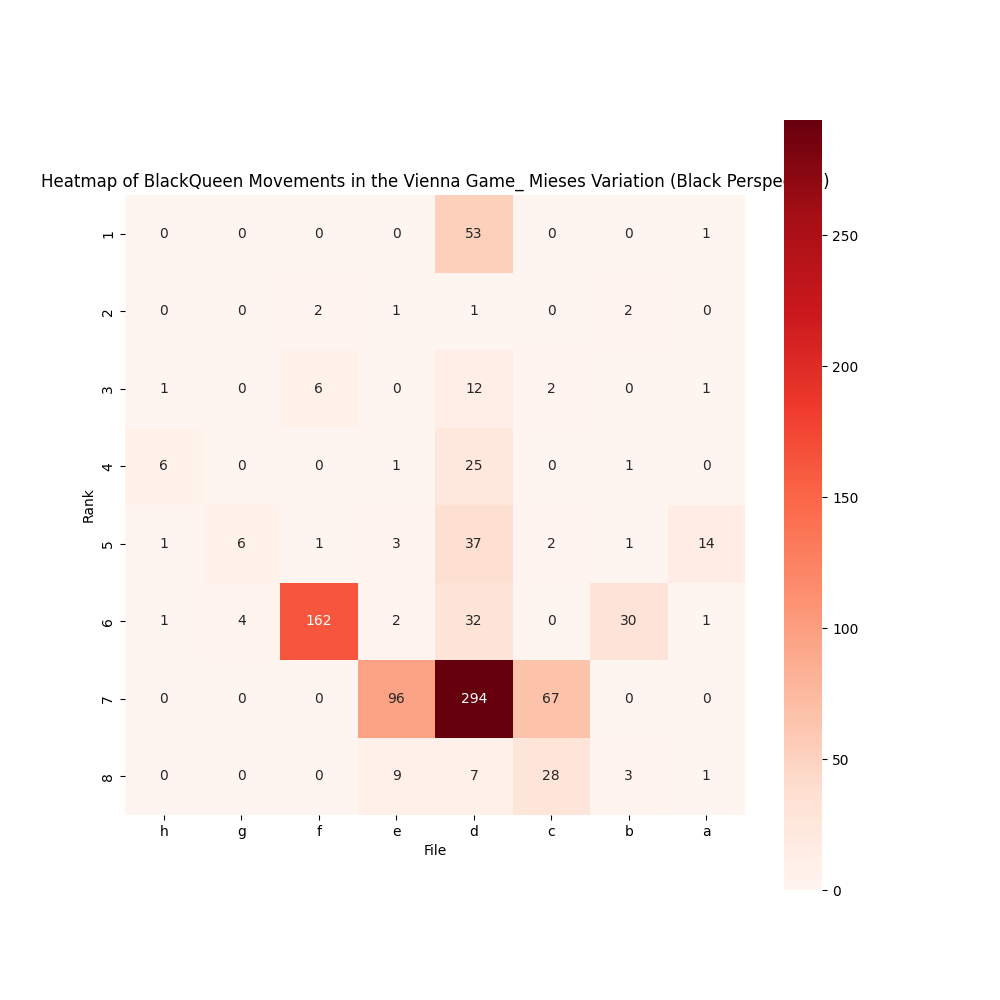 Heatmap of BlackQueen Movements in the Vienna Game_ Mieses Variation (Black Perspe )
1 0 0 0 0 53 0 0 1
2 0 0 2 1 1 0 2 0
3 1 0 6 0 12 2 0 1
4 6 0 0 1 25 0 1 0
5 1 6 1 3 37 2 1 14
6 1 4 162 2 32 0 30 1
7 0 0 0 96 294 67 0 0
8 0 0 0 9 7 28 3 1
h g f e d c b a
Rank
File
250
200
150
100
50
0